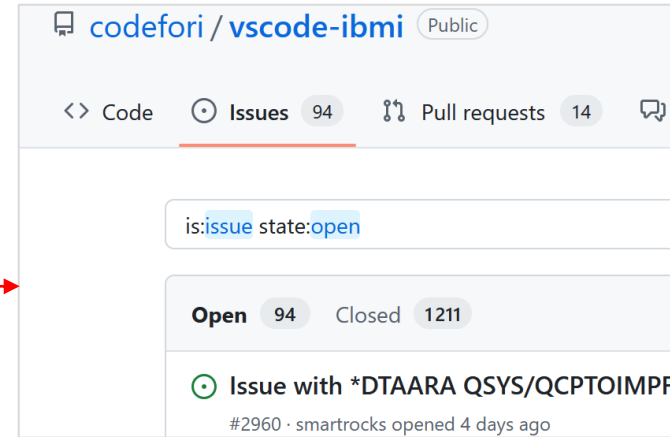 codefori / vscode-ibmi Public
Code Issues 94 Pull requests 14
is:issue state:open
Open 94 Closed 1211
Issue with *DTAARA QSYS/QCPTOIMPF
#2960 · smartrocks opened 4 days ago